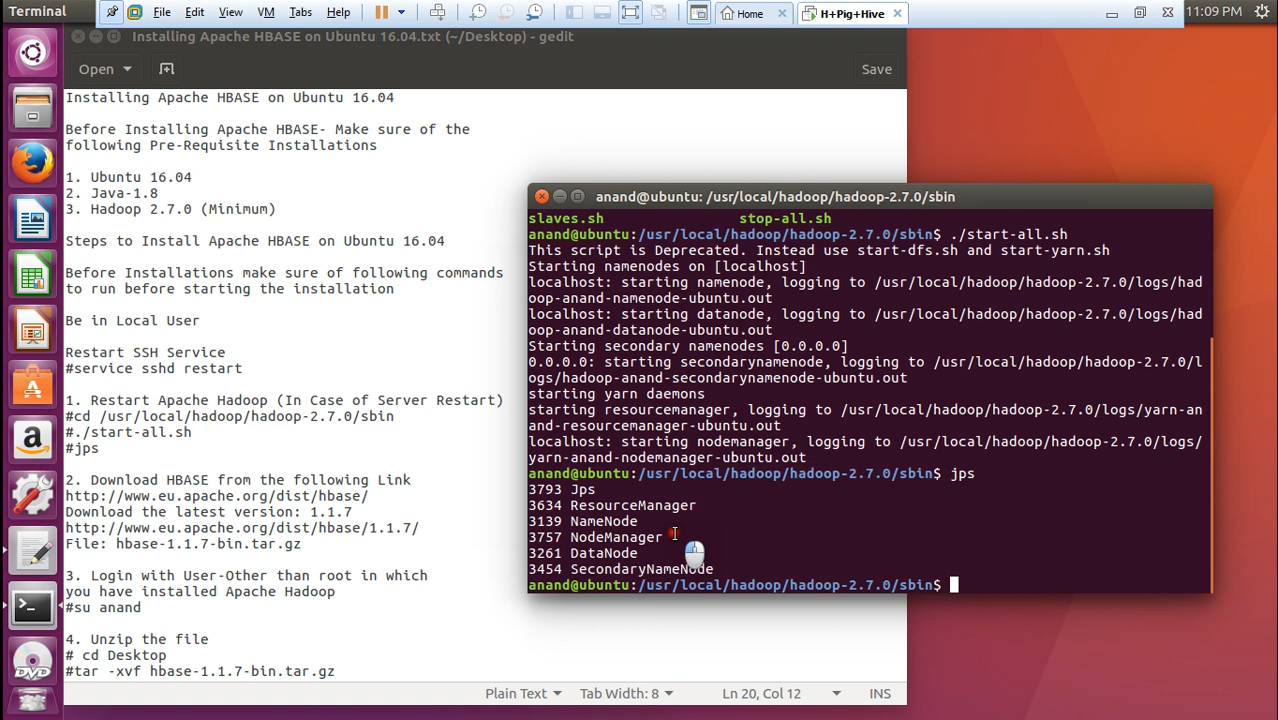 Terminal
File
Edit
View
VM
Tabs
Help
Home
H+Pig+Hive
11:09 PM
Installing Apache HBASE on Ubuntu 16.04.txt (~/Desktop) - gedit
Open
Save
Installing Apache HBASE on Ubuntu 16.04
Before Installing Apache HBASE- Make sure of the
following Pre-Requisite Installations
1. Ubuntu 16.04
2. Java-1.8
3. Hadoop 2.7.0 (Minimum)
Steps to Install Apache HBASE on Ubuntu 16.04
Before Installations make sure of following commands
to run before starting the installation
Be in Local User
Restart SSH Service
#service sshd restart
1. Restart Apache Hadoop (In Case of Server Restart)
#cd /usr/local/hadoop/hadoop-2.7.0/sbin
#./start-all.sh
#jps
2. Download HBASE from the following Link
http://www.eu.apache.org/dist/hbase/
Download the latest version: 1.1.7
http://www.eu.apache.org/dist/hbase/1.1.7/
File: hbase-1.1.7-bin.tar.gz
3. Login with User-Other than root in which
you have installed Apache Hadoop
#su anand
4. Unzip the file
# cd Desktop
#tar -xvf hbase-1.1.7-bin.tar.gz
Plain Text
Tab Width: 8
Ln 20, Col 12
INS
anand@ubuntu: /usr/local/hadoop/hadoop-2.7.0/sbin
slaves.sh stop-all.sh
anand@ubuntu:/usr/local/hadoop/hadoop-2.7.0/sbin$ ./start-all.sh
This script is Deprecated. Instead use start-dfs.sh and start-yarn.sh
Starting namenodes on [localhost]
localhost: starting namenode, logging to /usr/local/hadoop/hadoop-2.7.0/logs/had
oop-anand-namenode-ubuntu.out
localhost: starting datanode, logging to /usr/local/hadoop/hadoop-2.7.0/logs/had
oop-anand-datanode-ubuntu.out
Starting secondary namenodes [0.0.0.0]
0.0.0.0: starting secondarynamenode, logging to /usr/local/hadoop/hadoop-2.7.0/l
ogs/hadoop-anand-secondarynamenode-ubuntu.out
starting yarn daemons
starting resourcemanager, logging to /usr/local/hadoop/hadoop-2.7.0/logs/yarn-an
and-resourcemanager-ubuntu.out
localhost: starting nodemanager, logging to /usr/local/hadoop/hadoop-2.7.0/logs/
yarn-anand-nodemanager-ubuntu.out
anand@ubuntu:/usr/local/hadoop/hadoop-2.7.0/sbin$ jps
3793 Jps
3634 ResourceManager
3139 NameNode
3757 NodeManager
3261 DataNode
3454 SecondaryNameNode
anand@ubuntu:/usr/local/hadoop/hadoop-2.7.0/sbin$